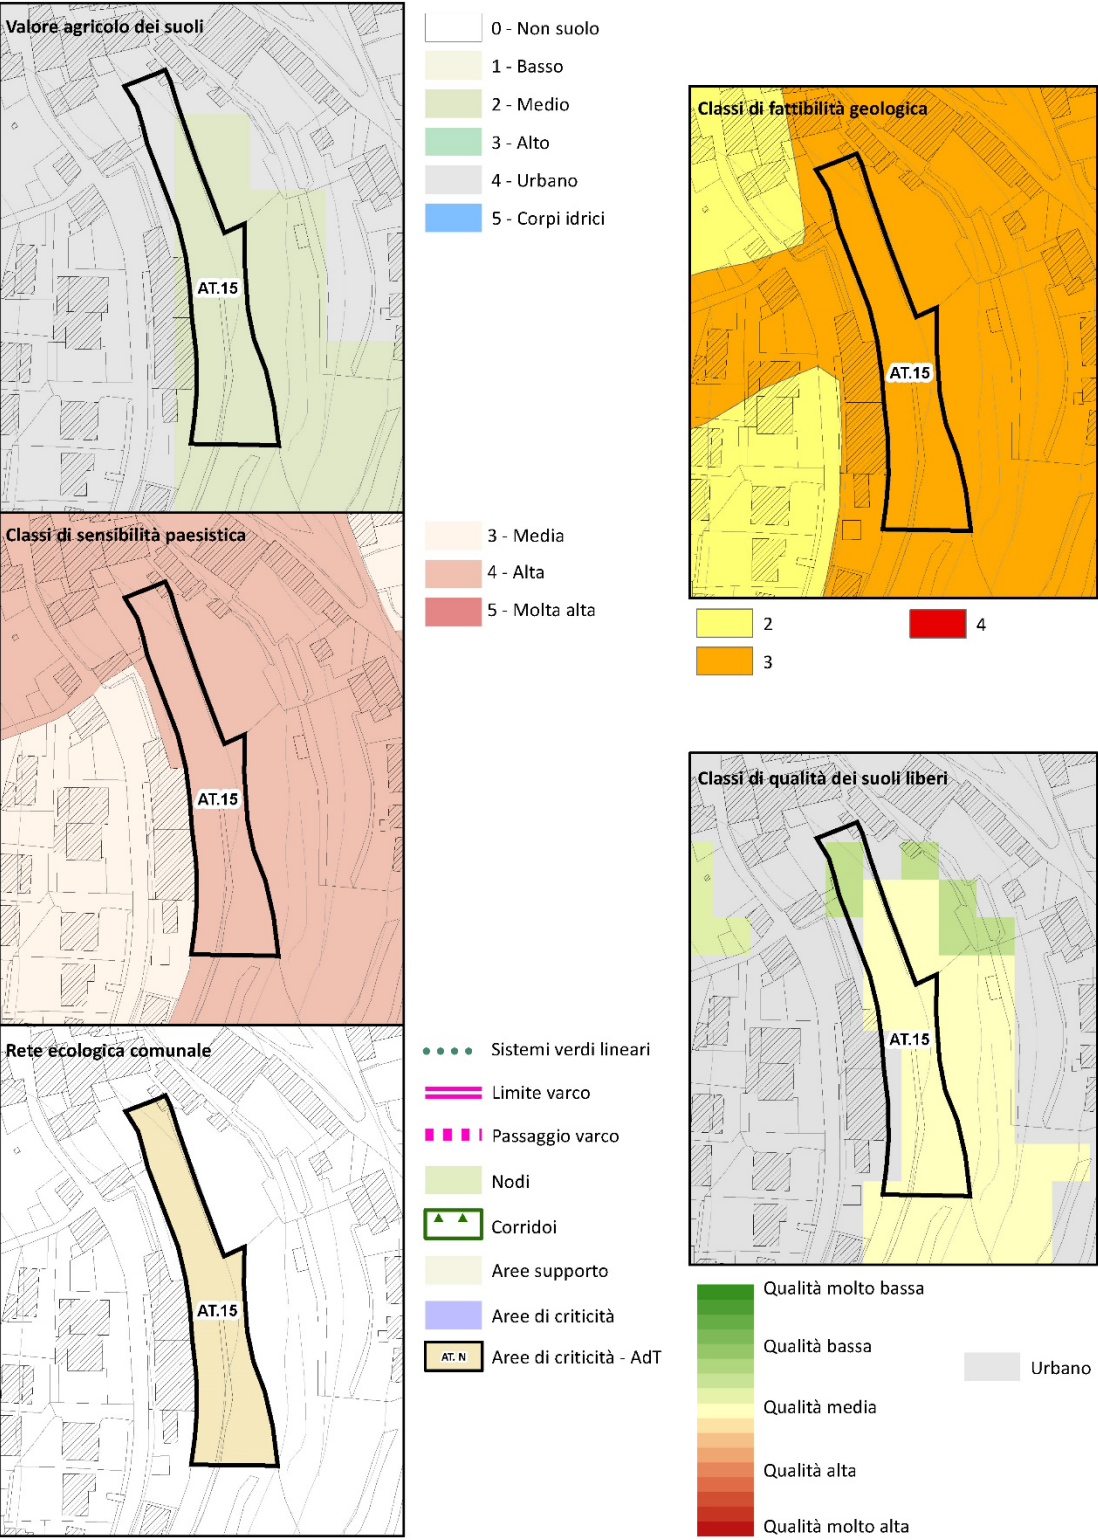 Valore agricolo dei suoli
AT.15
0 - Non suolo
1 - Basso
2 - Medio
3 - Alto
4 - Urbano
5 - Corpi idrici
Classi di fattibilità geologica
AT.15
2
3
4
Classi di sensibilità paesistica
AT.15
3 - Media
4 - Alta
5 - Molta alta
Classi di qualità dei suoli liberi
AT.15
Rete ecologica comunale
AT.15
Sistemi verdi lineari
Limite varco
Passaggio varco
Nodi
Corridoi
Aree supporto
Aree di criticità
AT. N
Aree di criticità - AdT
Qualità molto bassa
Qualità bassa
Qualità media
Qualità alta
Qualità molto alta
Urbano